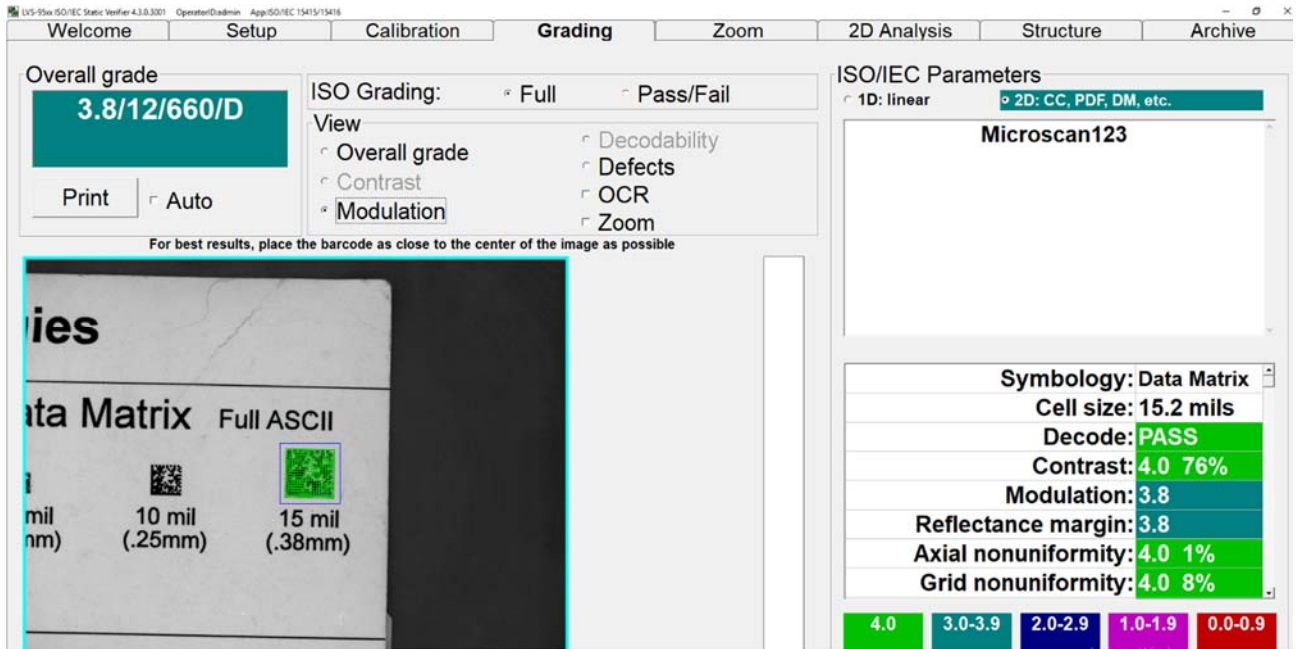 LVS-95xx ISO/IEC Static Verifier 4.3.0.3001 OperatorID:admin App:ISO/IEC 15415/15416
Welcome Setup Calibration Grading Zoom 2D Analysis Structure Archive
Overall grade
3.8/12/660/D
Print Auto
ISO Grading: Full Pass/Fail
View
Overall grade Decodability
Contrast Defects
Modulation OCR
Zoom
For best results, place the barcode as close to the center of the image as possible
ies
ata Matrix Full ASCII
mil 10 mil 15 mil
nm) (.25mm) (.38mm)
ISO/IEC Parameters
1D: linear 2D: CC, PDF, DM, etc.
Microscan123
Symbology: Data Matrix
Cell size: 15.2 mils
Decode: PASS
Contrast: 4.0 76%
Modulation: 3.8
Reflectance margin: 3.8
Axial nonuniformity: 4.0 1%
Grid nonuniformity: 4.0 8%
4.0 3.0-3.9 2.0-2.9 1.0-1.9 0.0-0.9